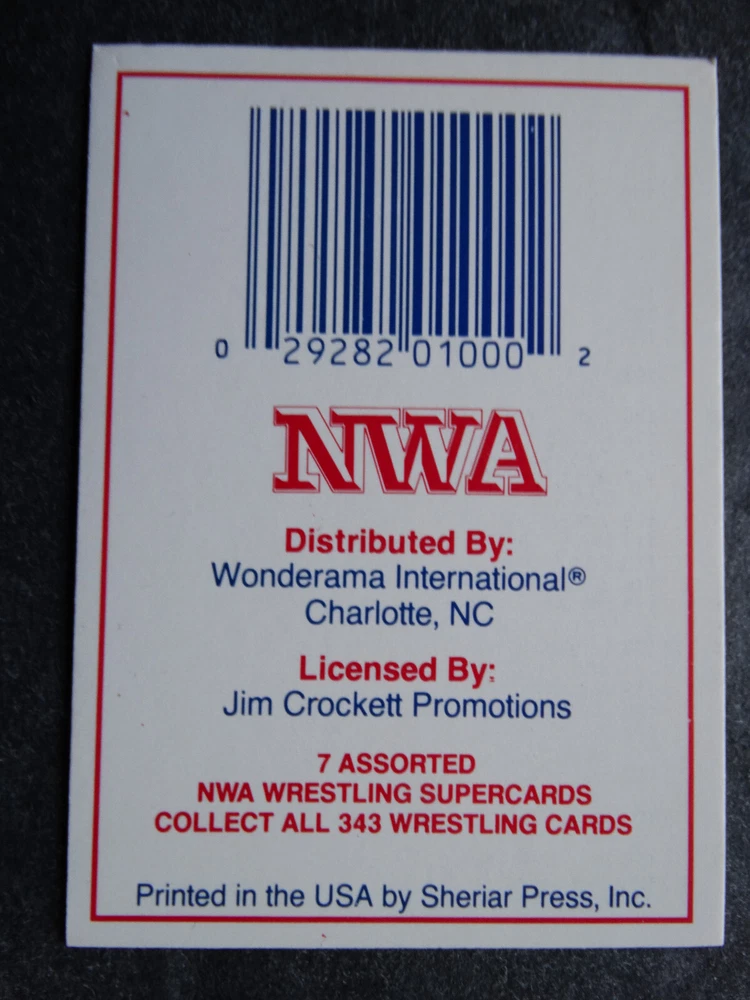 0 29282 01000 2
NWA
Distributed By:
Wonderama International®
Charlotte, NC
Licensed By:
Jim Crockett Promotions
7 ASSORTED
NWA WRESTLING SUPERCARDS
COLLECT ALL 343 WRESTLING CARDS
Printed in the USA by Sheriar Press, Inc.